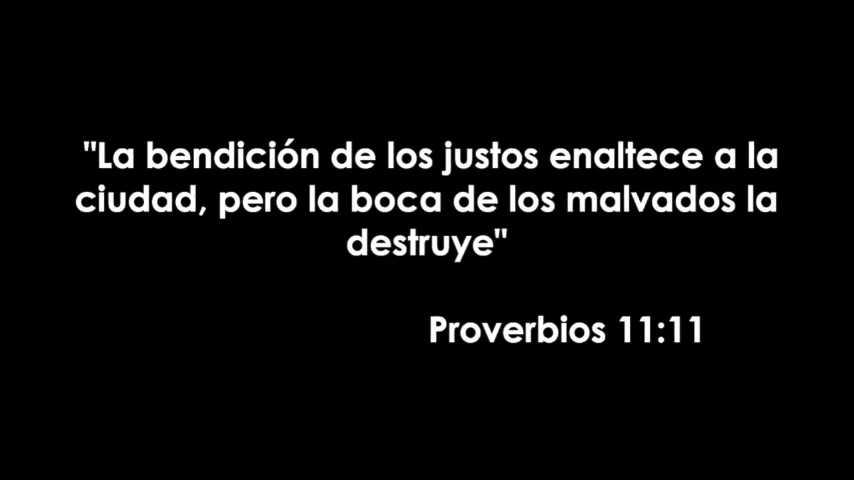 "La bendición de los justos enaltece a la
ciudad, pero la boca de los malvados la
destruye"
Proverbios 11:11